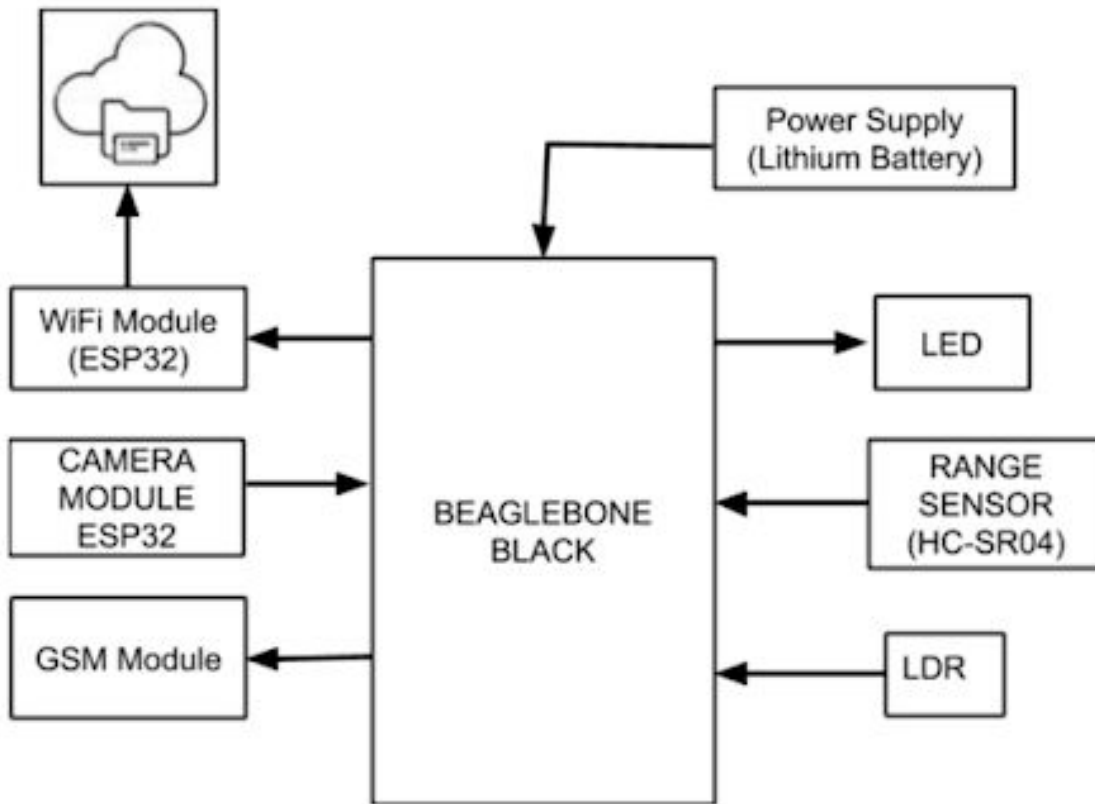 Power Supply
(Lithium Battery)
WiFi Module
(ESP32)
LED
CAMERA
MODULE
ESP32
BEAGLEBONE
BLACK
RANGE
SENSOR
(HC-SR04)
GSM Module
LDR